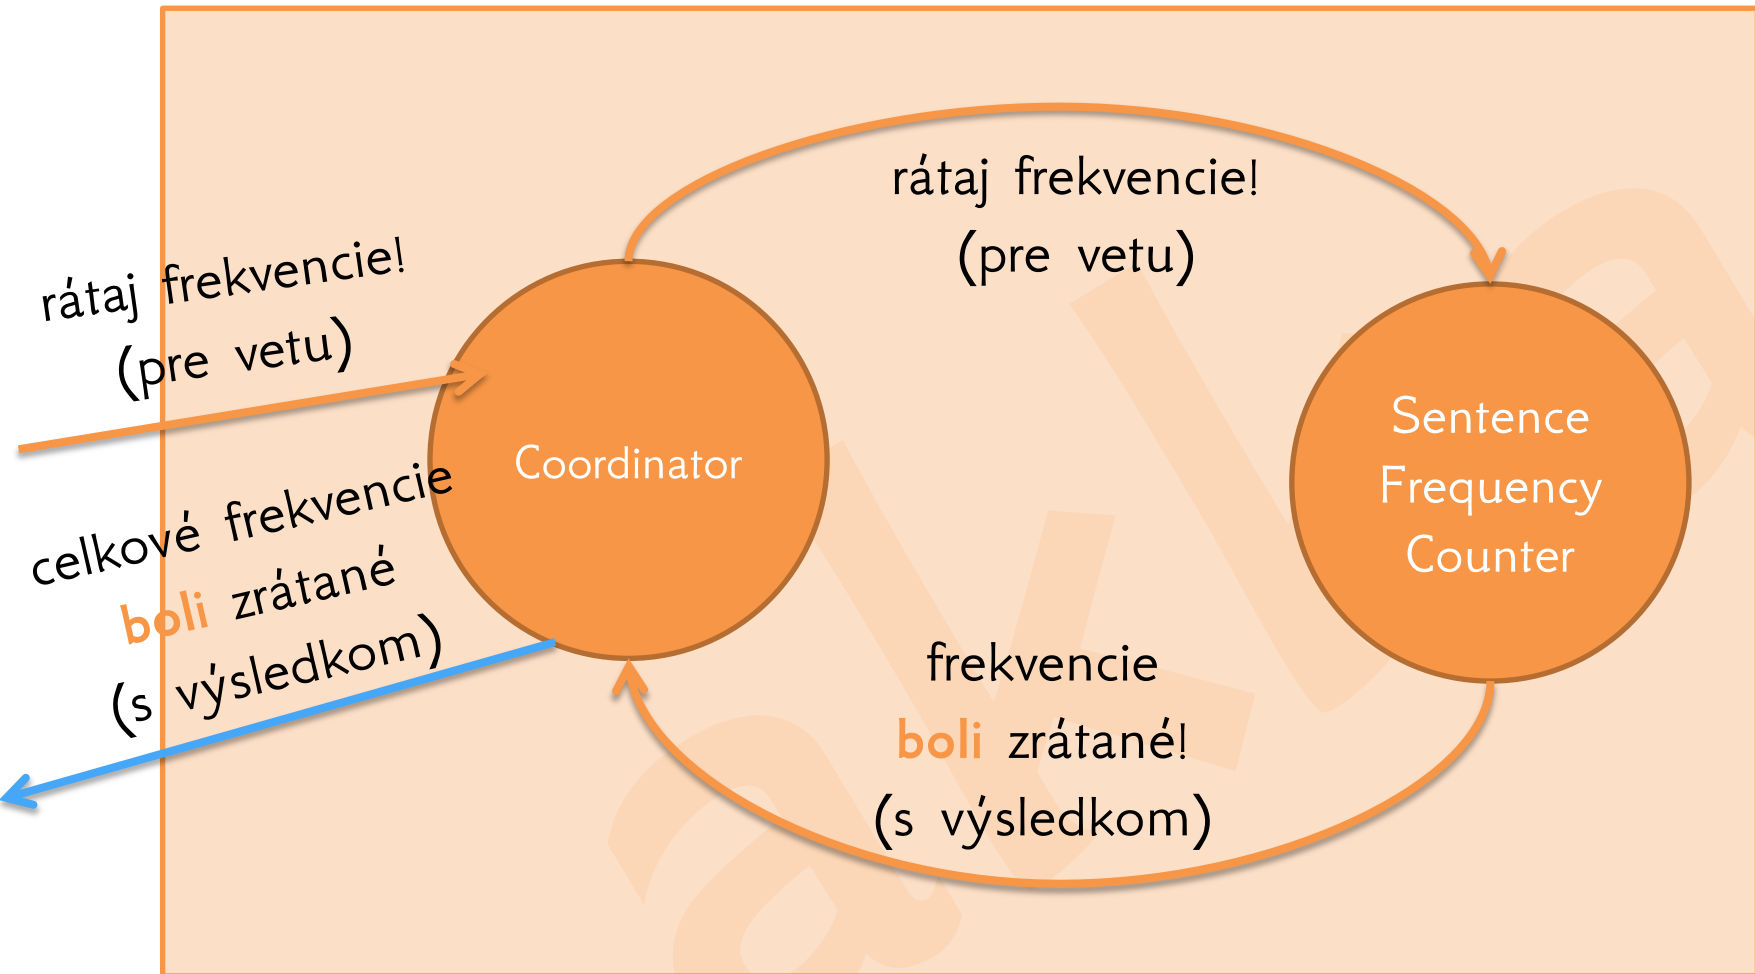 rátaj frekvencie!
(pre vetu)
rátaj frekvencie!
(pre vetu)
Coordinator
Sentence
Frequency
Counter
celkové frekvencie
boli zrátané
(s výsledkom)
frekvencie
boli zrátané!
(s výsledkom)
akka